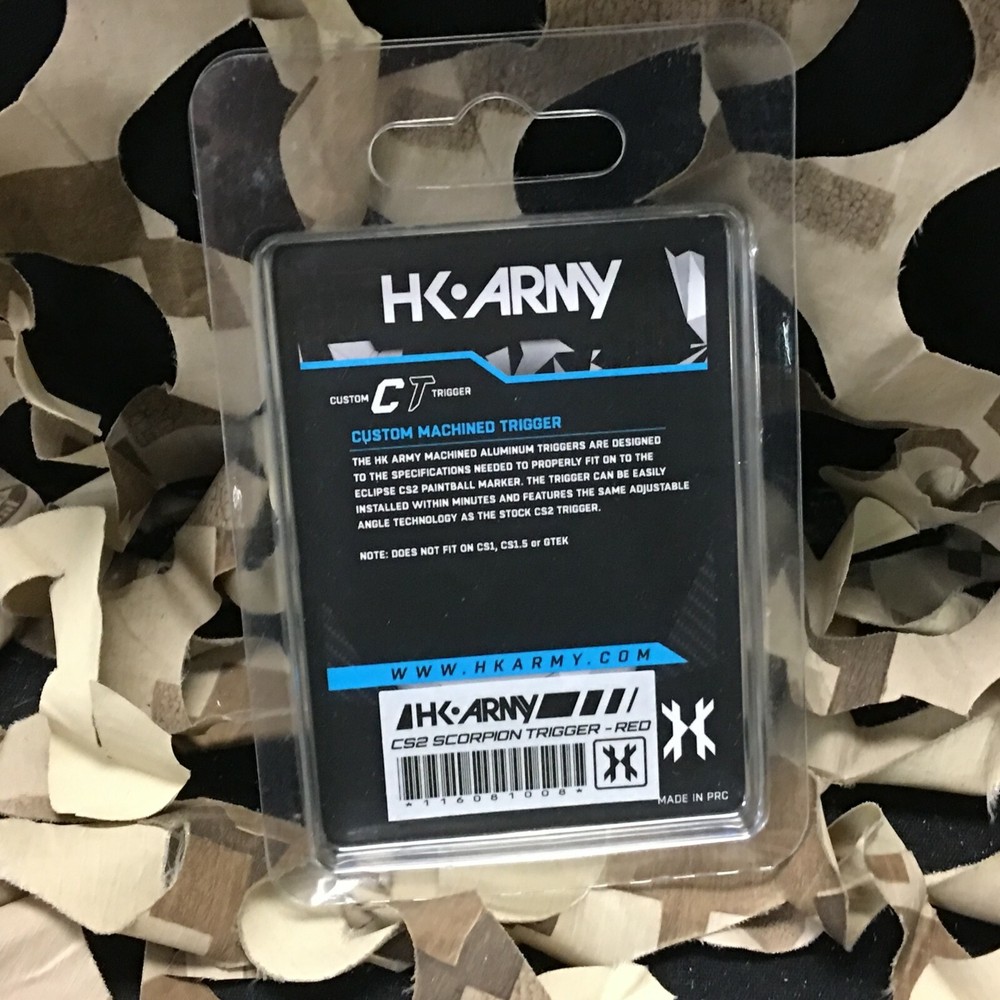 HK·ARMY
CUSTOM CT TRIGGER
CUSTOM MACHINED TRIGGER
THE HK ARMY MACHINED ALUMINUM TRIGGERS ARE DESIGNED
TO THE SPECIFICATIONS NEEDED TO PROPERLY FIT ON TO THE
ECLIPSE CS2 PAINTBALL MARKER. THE TRIGGER CAN BE EASILY
INSTALLED WITHIN MINUTES AND FEATURES THE SAME ADJUSTABLE
ANGLE TECHNOLOGY AS THE STOCK CS2 TRIGGER.
NOTE: DOES NOT FIT ON CS1, CS1.5 or GTEK
WWW.HKARMY.COM
HK·ARMY
CS2 SCORPION TRIGGER - RED
*116081008*
MADE IN PRC